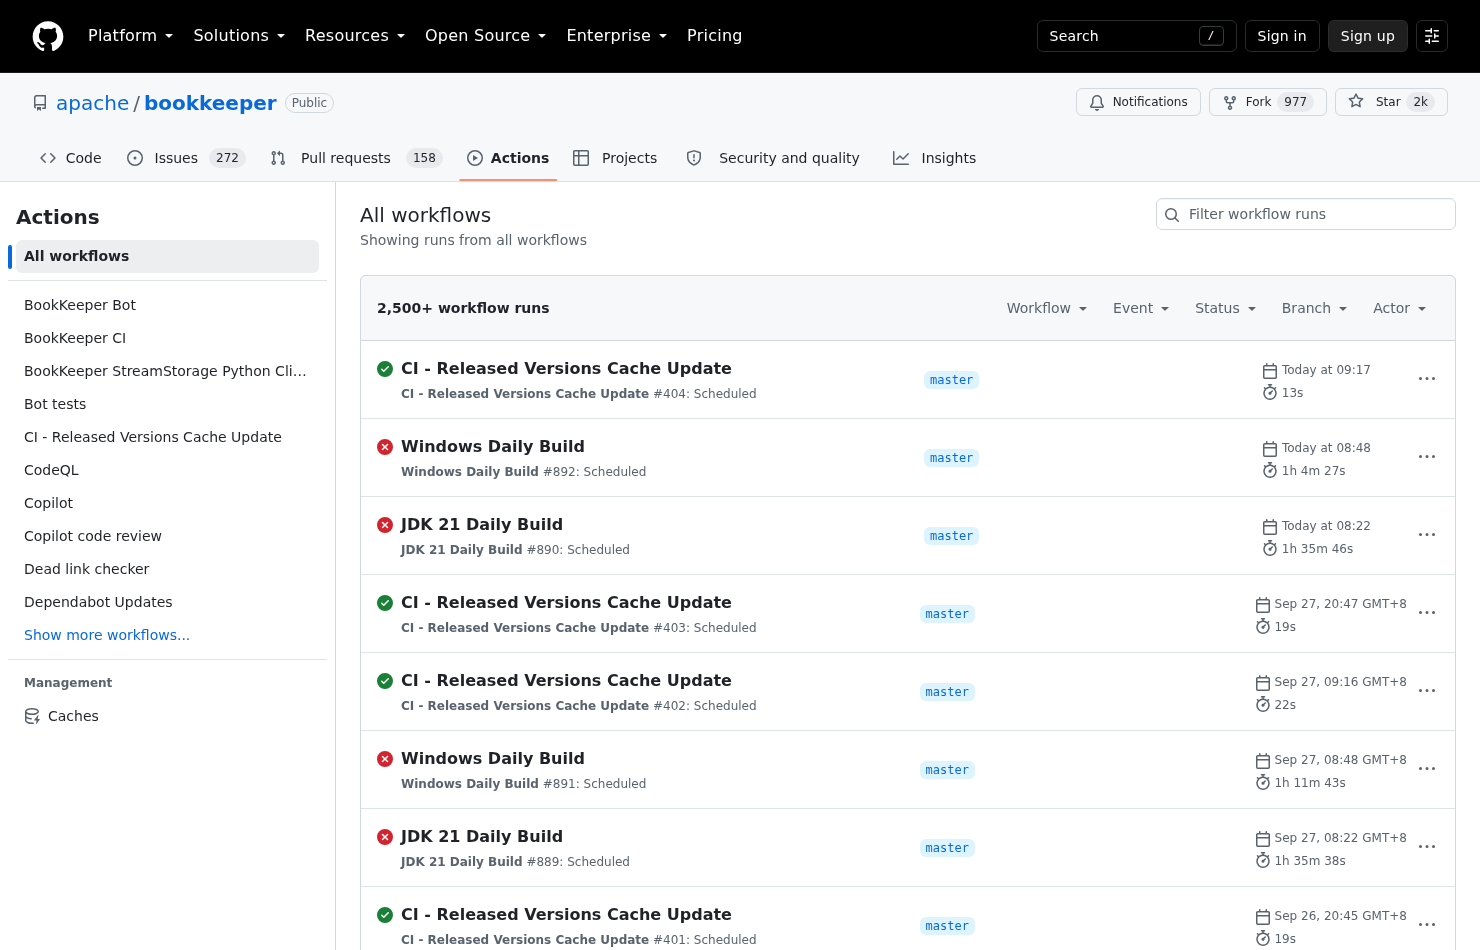 Platform Solutions Resources Open Source Enterprise Pricing Search / Sign in Sign up
apache / bookkeeper Public Notifications Fork 977 Star 2k
Code Issues 272 Pull requests 158 Actions Projects Security and quality Insights
Actions
All workflows
BookKeeper Bot
BookKeeper CI
BookKeeper StreamStorage Python Cli...
Bot tests
CI - Released Versions Cache Update
CodeQL
Copilot
Copilot code review
Dead link checker
Dependabot Updates
Show more workflows...
Management
Caches
All workflows
Showing runs from all workflows
Filter workflow runs
2,500+ workflow runs Workflow Event Status Branch Actor
CI - Released Versions Cache Update
CI - Released Versions Cache Update #404: Scheduled
master
Today at 09:17
13s
Windows Daily Build
Windows Daily Build #892: Scheduled
master
Today at 08:48
1h 4m 27s
JDK 21 Daily Build
JDK 21 Daily Build #890: Scheduled
master
Today at 08:22
1h 35m 46s
CI - Released Versions Cache Update
CI - Released Versions Cache Update #403: Scheduled
master
Sep 27, 20:47 GMT+8
19s
CI - Released Versions Cache Update
CI - Released Versions Cache Update #402: Scheduled
master
Sep 27, 09:16 GMT+8
22s
Windows Daily Build
Windows Daily Build #891: Scheduled
master
Sep 27, 08:48 GMT+8
1h 11m 43s
JDK 21 Daily Build
JDK 21 Daily Build #889: Scheduled
master
Sep 27, 08:22 GMT+8
1h 35m 38s
CI - Released Versions Cache Update
CI - Released Versions Cache Update #401: Scheduled
master
Sep 26, 20:45 GMT+8
19s